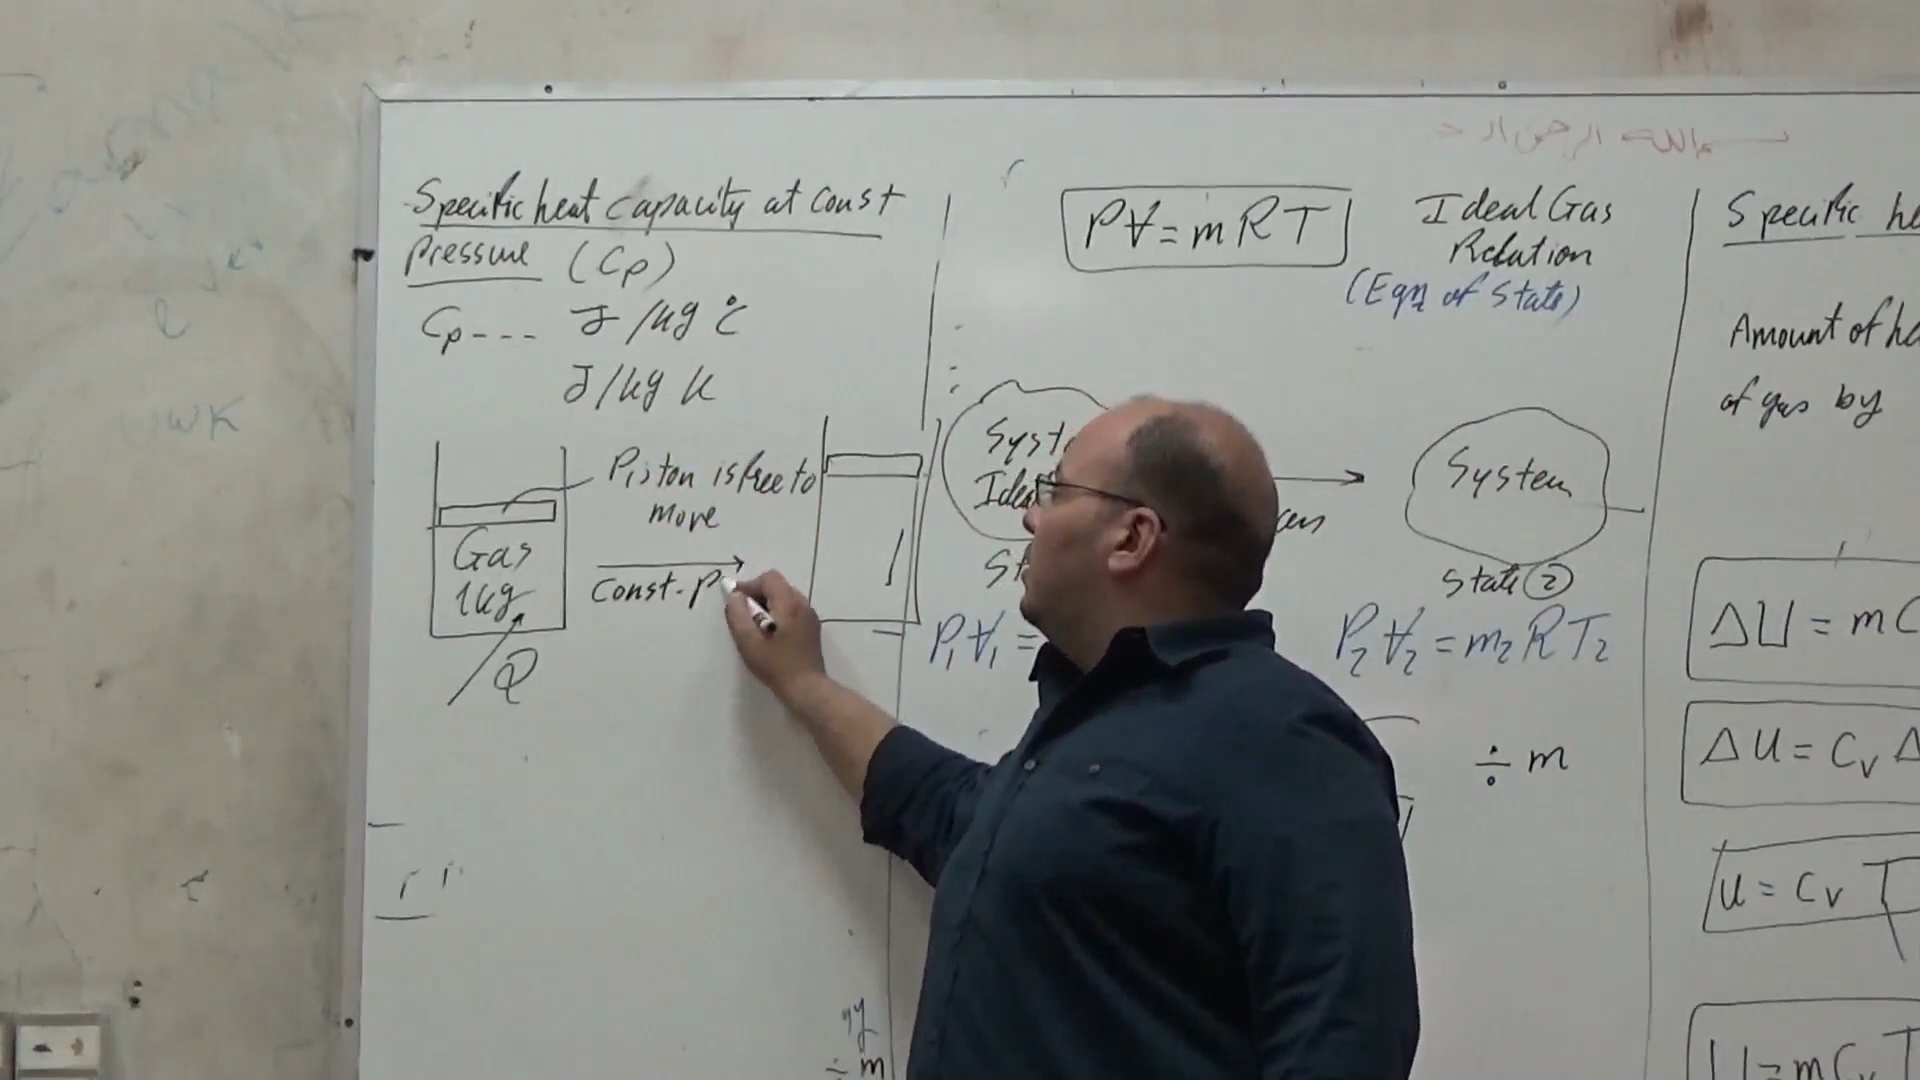 Specific heat capacity at const
Pressure (Cp)
Cp--- J/kg °C
J/kg K
Piston is free to
move
Gas
1kg
Const. P
Q
PV = mRT
Ideal Gas
Relation
(Eqn of State)
System
State ②
P₂V₂ = m₂RT₂
÷ m
÷ m
Specific
Amount of
of gas by
ΔU = m
Δu = Cv Δ
u = Cv T
U = m Cv T